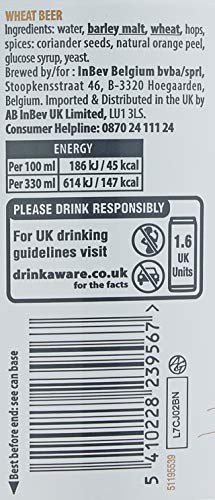 WHEAT BEER
Ingredients: water, barley malt, wheat, hops,
spices: coriander seeds, natural orange peel,
glucose syrup, yeast.
Brewed by/for : InBev Belgium bvba/sprl,
Stoopkensstraat 46, B-3320 Hoegaarden,
Belgium. Imported & Distributed in the UK by
AB InBev UK Limited, LU1 3LS.
Consumer Helpline: 0870 24 111 24
ENERGY
Per 100 ml 186 kJ / 45 kcal
Per 330 ml 614 kJ / 147 kcal
PLEASE DRINK RESPONSIBLY
For UK drinking
guidelines visit
drinkaware.co.uk
for the facts
1.6
UK
Units
Best before end: see can base
5 410228 239567
L7CJ02BN
51195539